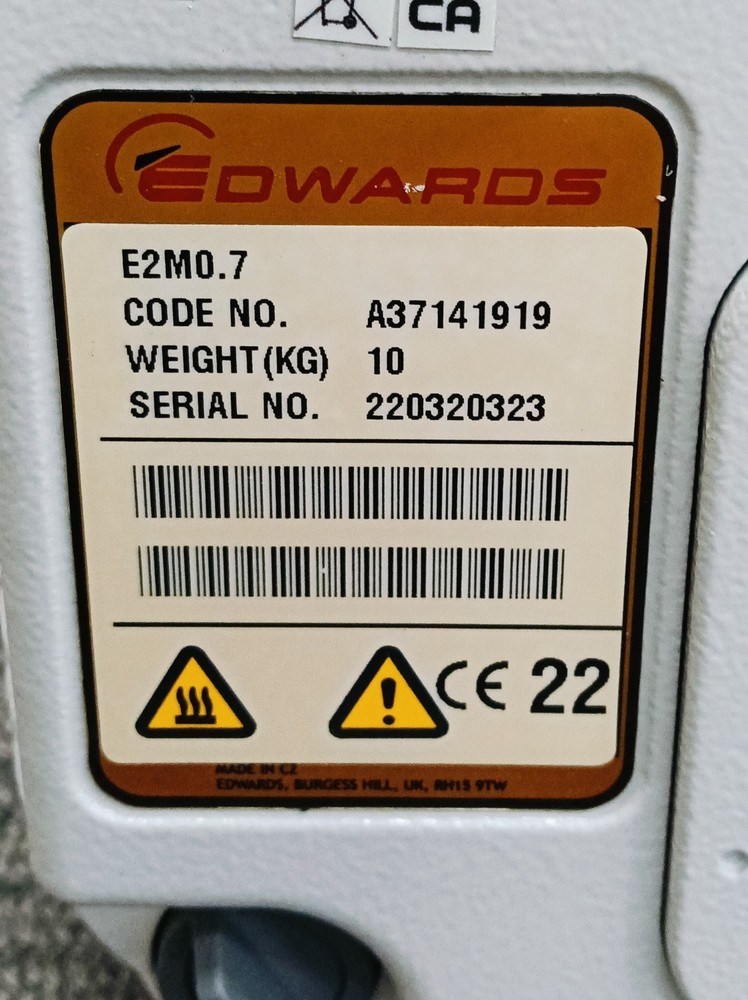 CA
EDWARDS
E2M0.7
CODE NO. A37141919
WEIGHT(KG) 10
SERIAL NO. 220320323
CE 22
MADE IN CZ
EDWARDS, BURGESS HILL, UK, RH15 9TW